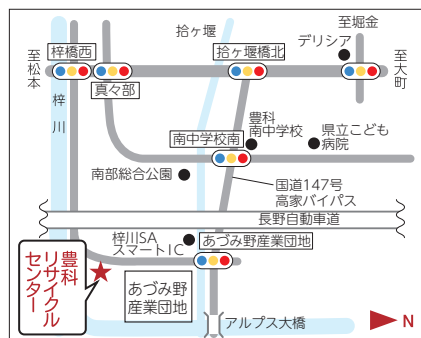 至松本
梓橋西
真々部
拾ヶ堰
拾ヶ堰橋北
至堀金
デリシア
至大町
梓川
南中学校南
豊科
南中学校
県立こども
病院
南部総合公園
国道147号
高家バイパス
長野自動車道
梓川SA
スマートIC
あづみ野産業団地
豊科
リサイクル
センター
あづみ野
産業団地
アルプス大橋
N